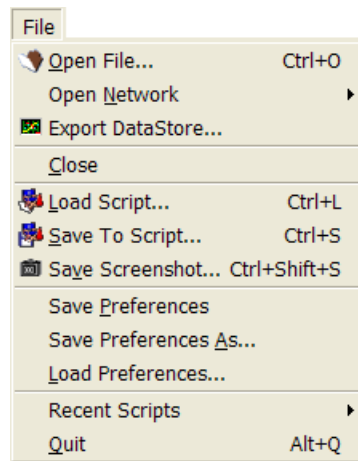 File
Open File... Ctrl+O
Open Network
Export DataStore...
Close
Load Script... Ctrl+L
Save To Script... Ctrl+S
Save Screenshot... Ctrl+Shift+S
Save Preferences
Save Preferences As...
Load Preferences...
Recent Scripts
Quit Alt+Q